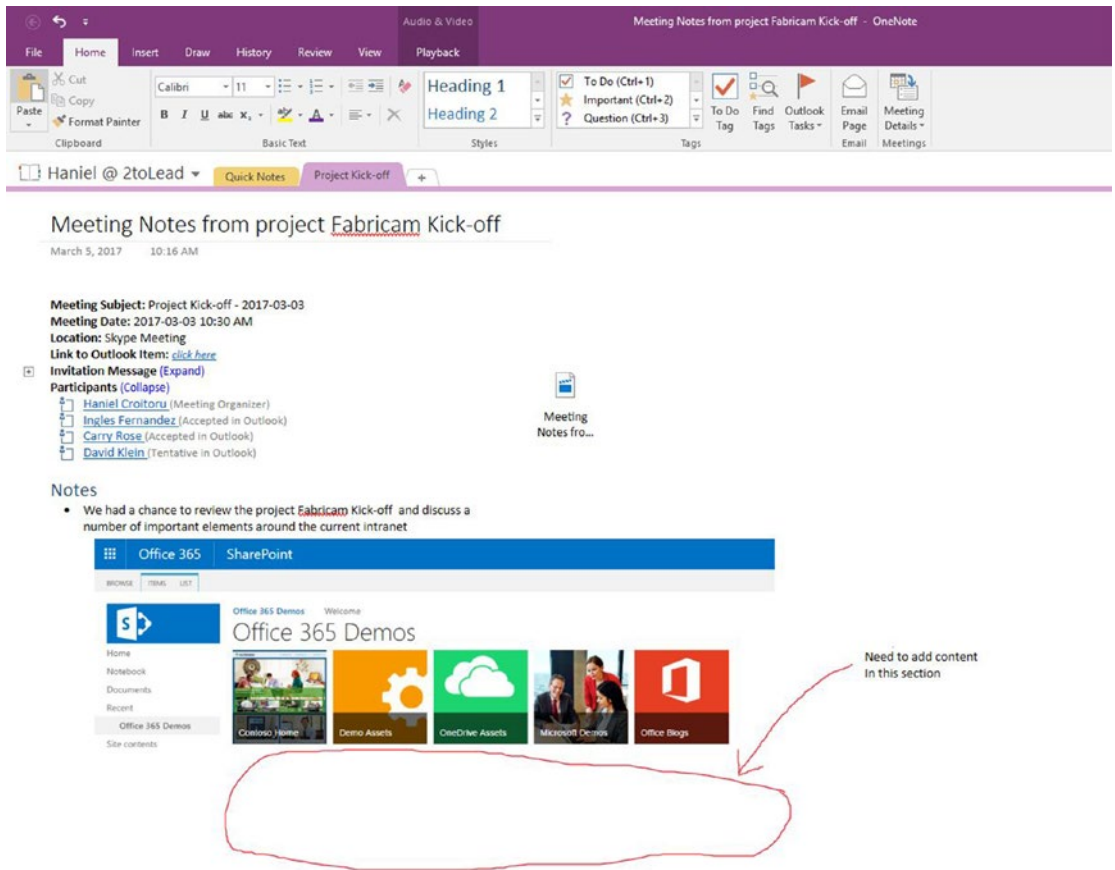 Audio & Video
Meeting Notes from project Fabricam Kick-off - OneNote
File Home Insert Draw History Review View Playback
Paste
Cut
Copy
Format Painter
Clipboard
Calibri 11
B I U abc x₂ A
Basic Text
Heading 1
Heading 2
Styles
To Do (Ctrl+1)
Important (Ctrl+2)
? Question (Ctrl+3)
To Do Tag
Find Tags
Outlook Tasks
Tags
Email Page
Email
Meeting Details
Meetings
Haniel @ 2toLead Quick Notes Project Kick-off +
Meeting Notes from project Fabricam Kick-off
March 5, 2017 10:16 AM
Meeting Subject: Project Kick-off - 2017-03-03
Meeting Date: 2017-03-03 10:30 AM
Location: Skype Meeting
Link to Outlook Item: click here
Invitation Message (Expand)
Participants (Collapse)
Haniel Croitoru (Meeting Organizer)
Ingles Fernandez (Accepted in Outlook)
Carry Rose (Accepted in Outlook)
David Klein (Tentative in Outlook)
Meeting
Notes fro...
Notes
• We had a chance to review the project Fabricam Kick-off and discuss a
number of important elements around the current intranet
Office 365 SharePoint
BROWSE ITEMS LIST
S
Office 365 Demos Welcome
Office 365 Demos
Home
Notebook
Documents
Recent
Office 365 Demos
Site contents
Contoso Home
Demo Assets
OneDrive Assets
Microsoft Demos
Office Blogs
Need to add content
In this section